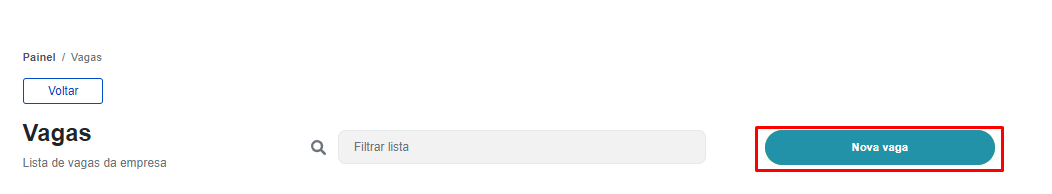 Painel / Vagas
Voltar
Vagas
Lista de vagas da empresa
Filtrar lista
Nova vaga